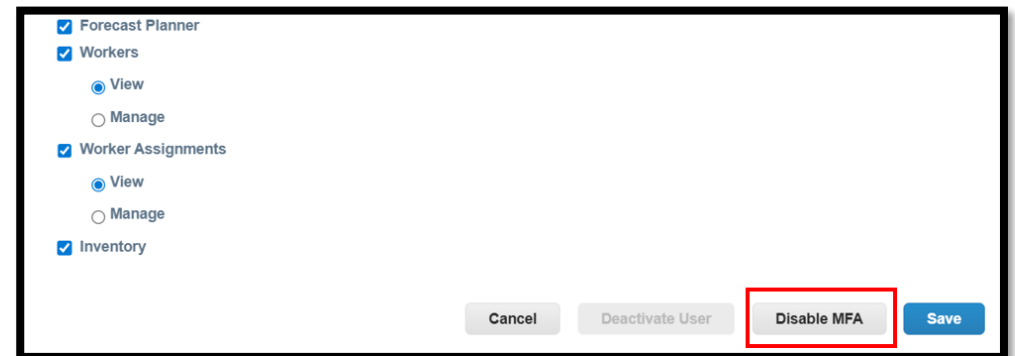 Forecast Planner
Workers
View
Manage
Worker Assignments
View
Manage
Inventory
Cancel Deactivate User Disable MFA Save